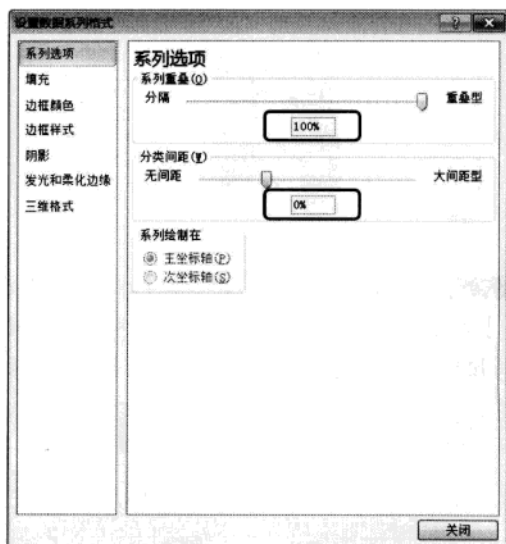 设置数据系列格式
系列选项
填充
边框颜色
边框样式
阴影
发光和柔化边缘
三维格式
系列选项
系列重叠(O)
分隔 重叠型
100%
分类间距(W)
无间距 大间距型
0%
系列绘制在
主坐标轴(P)
次坐标轴(S)
关闭